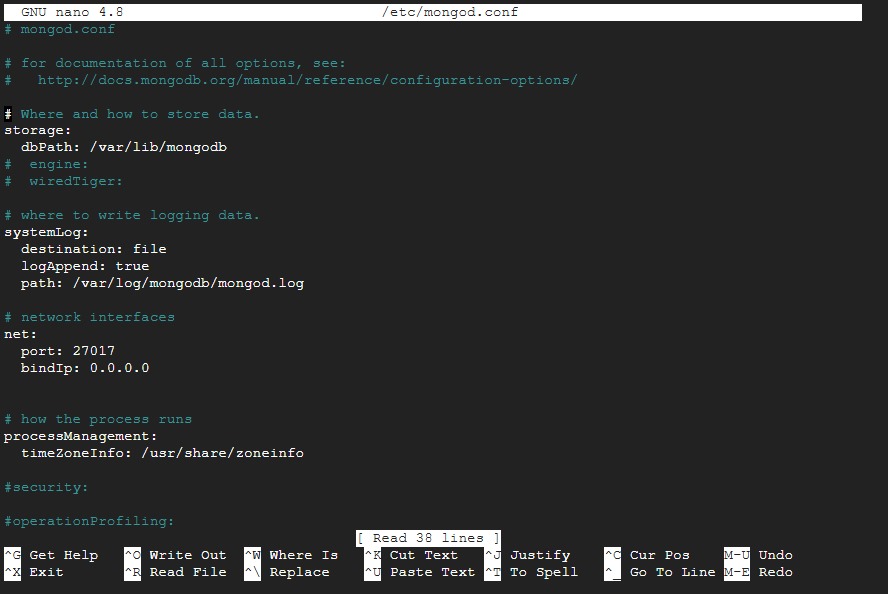 GNU nano 4.8 /etc/mongod.conf
# mongod.conf
# for documentation of all options, see:
#   http://docs.mongodb.org/manual/reference/configuration-options/
# Where and how to store data.
storage:
  dbPath: /var/lib/mongodb
#  engine:
#  wiredTiger:
# where to write logging data.
systemLog:
  destination: file
  logAppend: true
  path: /var/log/mongodb/mongod.log
# network interfaces
net:
  port: 27017
  bindIp: 0.0.0.0
# how the process runs
processManagement:
  timeZoneInfo: /usr/share/zoneinfo
#security:
#operationProfiling:
[ Read 38 lines ]
^G Get Help ^O Write Out ^W Where Is ^K Cut Text ^J Justify ^C Cur Pos M-U Undo
^X Exit ^R Read File ^\ Replace ^U Paste Text ^T To Spell ^_ Go To Line M-E Redo